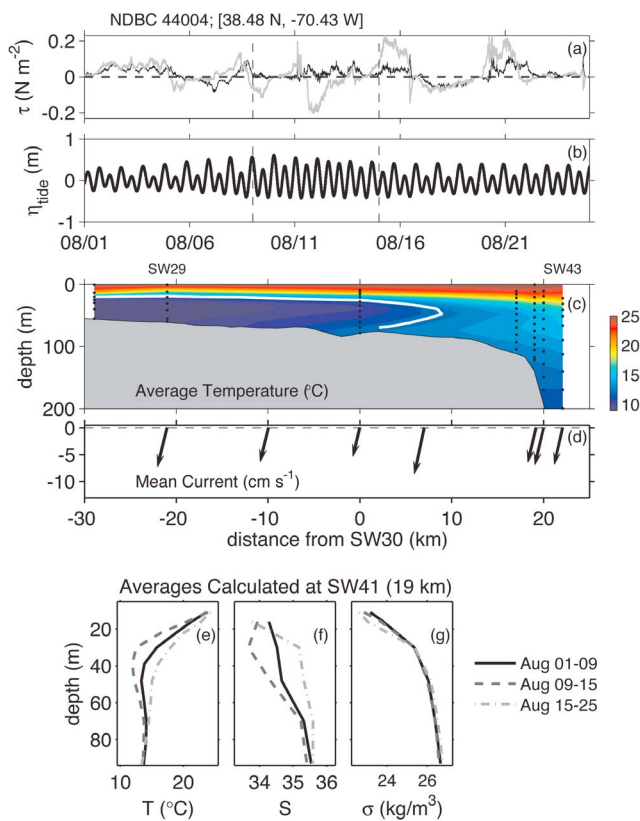 NDBC 44004; [38.48 N, -70.43 W]
τ (N m⁻²)
0.2
0
-0.2
(a)
η_tide (m)
1
0
-1
(b)
08/01 08/06 08/11 08/16 08/21
SW29 SW43
depth (m)
0
100
200
(c)
Average Temperature (°C)
25
20
15
10
0
-5
-10
(d)
Mean Current (cm s⁻¹)
-30 -20 -10 0 10 20
distance from SW30 (km)
Averages Calculated at SW41 (19 km)
depth (m)
20
40
60
80
(e) (f) (g)
10 20
34 35 36
24 26
T (°C) S σ (kg/m³)
Aug 01-09
Aug 09-15
Aug 15-25